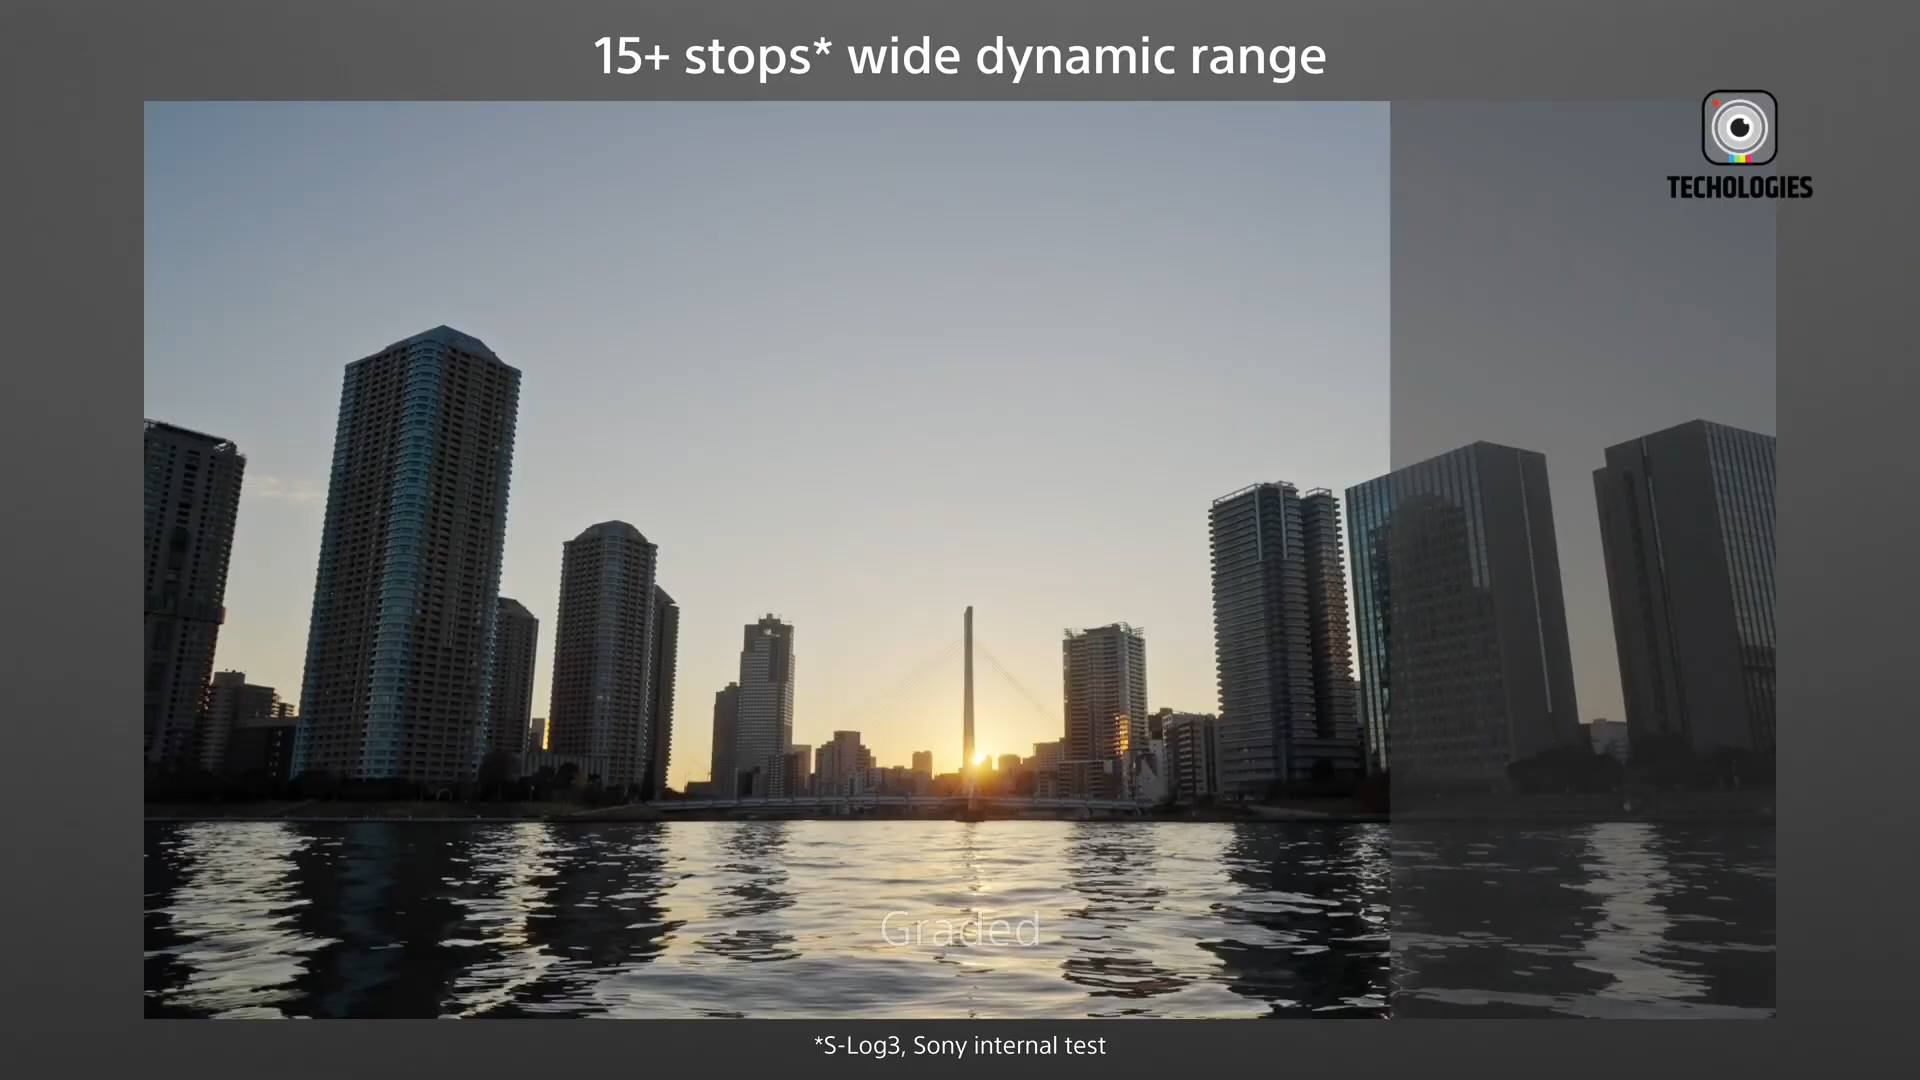 15+ stops* wide dynamic range
TECHOLOGIES
Graded
*S-Log3, Sony internal test